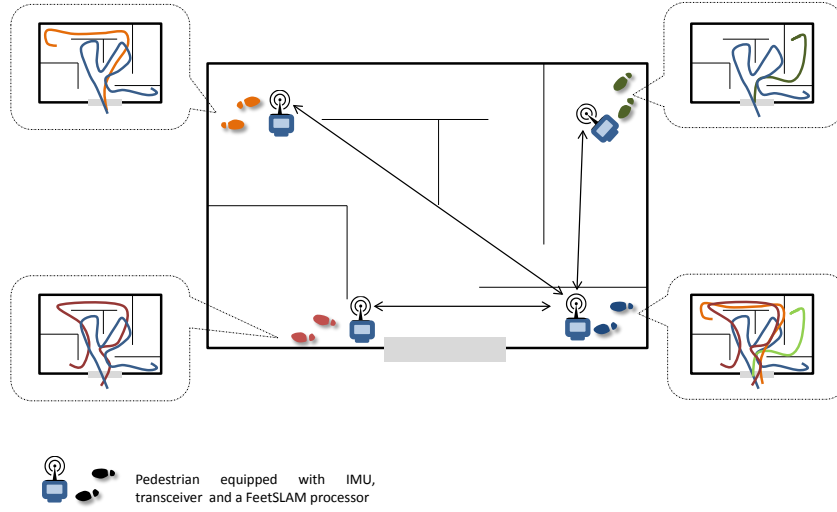 Pedestrian equipped with IMU,
transceiver and a FeetSLAM processor